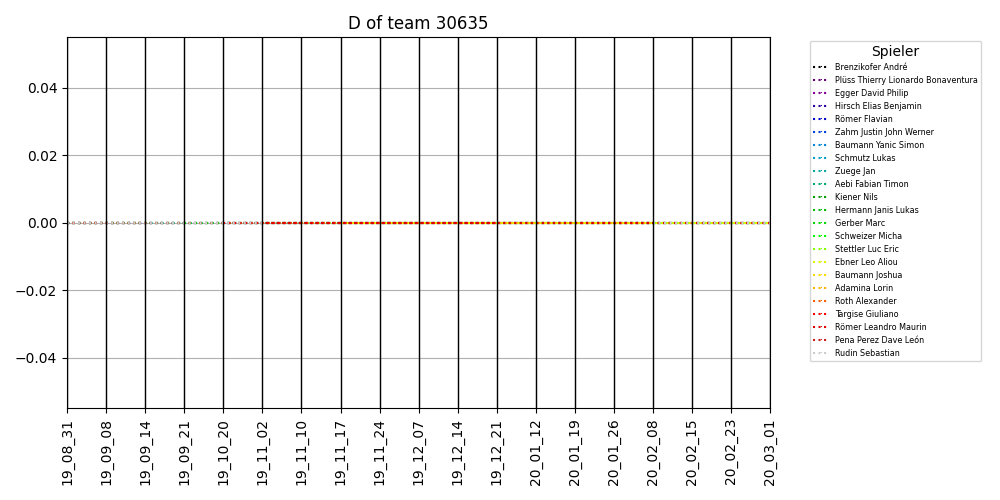 D of team 30635
0.04
0.02
0.00
−0.02
−0.04
19_08_31
19_09_08
19_09_14
19_09_21
19_10_20
19_11_02
19_11_10
19_11_17
19_11_24
19_12_07
19_12_14
19_12_21
20_01_12
20_01_19
20_01_26
20_02_08
20_02_15
20_02_23
20_03_01
Spieler
Brenzikofer André
Plüss Thierry Lionardo Bonaventura
Egger David Philip
Hirsch Elias Benjamin
Römer Flavian
Zahm Justin John Werner
Baumann Yanic Simon
Schmutz Lukas
Zuege Jan
Aebi Fabian Timon
Kiener Nils
Hermann Janis Lukas
Gerber Marc
Schweizer Micha
Stettler Luc Eric
Ebner Leo Aliou
Baumann Joshua
Adamina Lorin
Roth Alexander
Targise Giuliano
Römer Leandro Maurin
Pena Perez Dave León
Rudin Sebastian